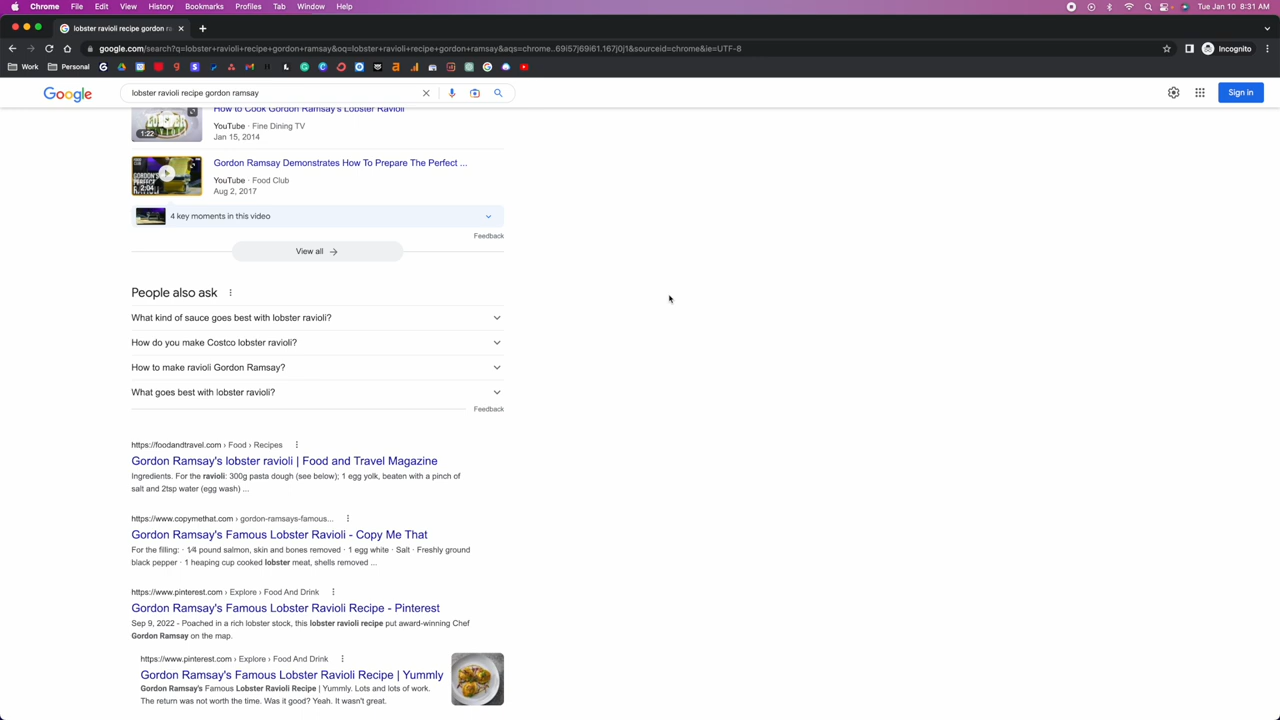 Chrome File Edit View History Bookmarks Profiles Tab Window Help Tue Jan 10 8:31 AM
lobster ravioli recipe gordon ra
google.com/search?q=lobster+ravioli+recipe+gordon+ramsay&oq=lobster+ravioli+recipe+gordon+ramsay&aqs=chrome..69i57j69i61.167j0j1&sourceid=chrome&ie=UTF-8 Incognito
Work Personal
Google lobster ravioli recipe gordon ramsay Sign in
How to Cook Gordon Ramsay's Lobster Ravioli
1:22
YouTube · Fine Dining TV
Jan 15, 2014
Gordon Ramsay Demonstrates How To Prepare The Perfect ...
2:04
YouTube · Food Club
Aug 2, 2017
4 key moments in this video
Feedback
View all
People also ask
What kind of sauce goes best with lobster ravioli?
How do you make Costco lobster ravioli?
How to make ravioli Gordon Ramsay?
What goes best with lobster ravioli?
Feedback
https://foodandtravel.com › Food › Recipes
Gordon Ramsay's lobster ravioli | Food and Travel Magazine
Ingredients. For the ravioli: 300g pasta dough (see below); 1 egg yolk, beaten with a pinch of
salt and 2tsp water (egg wash) ...
https://www.copymethat.com › gordon-ramsays-famous...
Gordon Ramsay's Famous Lobster Ravioli - Copy Me That
For the filling: · 1⁄4 pound salmon, skin and bones removed · 1 egg white · Salt · Freshly ground
black pepper · 1 heaping cup cooked lobster meat, shells removed ...
https://www.pinterest.com › Explore › Food And Drink
Gordon Ramsay's Famous Lobster Ravioli Recipe - Pinterest
Sep 9, 2022 - Poached in a rich lobster stock, this lobster ravioli recipe put award-winning Chef
Gordon Ramsay on the map.
https://www.pinterest.com › Explore › Food And Drink
Gordon Ramsay's Famous Lobster Ravioli Recipe | Yummly
Gordon Ramsay's Famous Lobster Ravioli Recipe | Yummly. Lots and lots of work.
The return was not worth the time. Was it good? Yeah. It wasn't great.